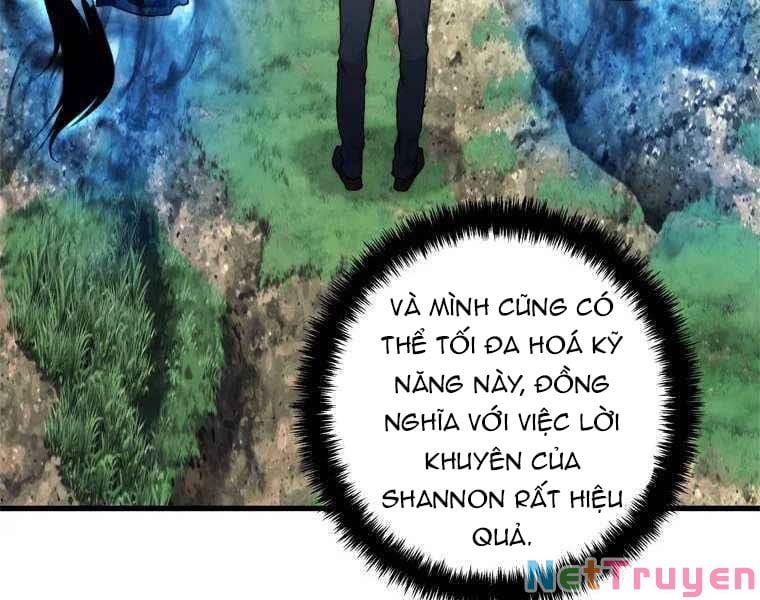 VÀ MÌNH CŨNG CÓ
THỂ TỐI ĐA HOÁ KỸ
NĂNG NÀY, ĐỒNG
NGHĨA VỚI VIỆC LỜI
KHUYÊN CỦA
SHANNON RẤT HIỆU
QUẢ.
NetTruyen